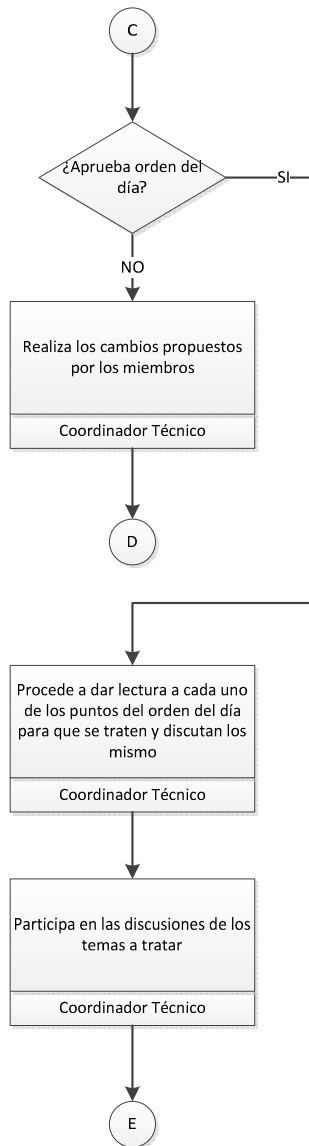 C
¿Aprueba orden del
día?
SI
NO
Realiza los cambios propuestos
por los miembros
Coordinador Técnico
D
Procede a dar lectura a cada uno
de los puntos del orden del día
para que se traten y discutan los
mismo
Coordinador Técnico
Participa en las discusiones de los
temas a tratar
Coordinador Técnico
E